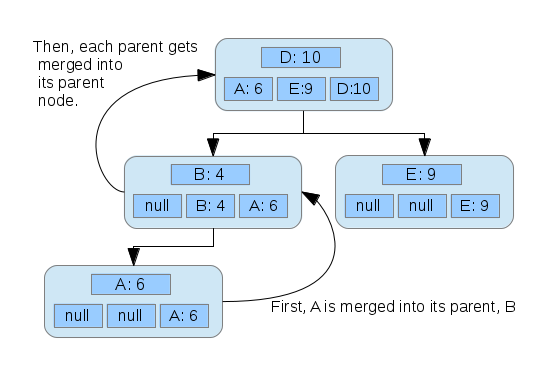 Then, each parent gets
merged into
its parent
node.
D: 10
A: 6 E:9 D:10
B: 4
null B: 4 A: 6
E: 9
null null E: 9
A: 6
null null A: 6
First, A is merged into its parent, B